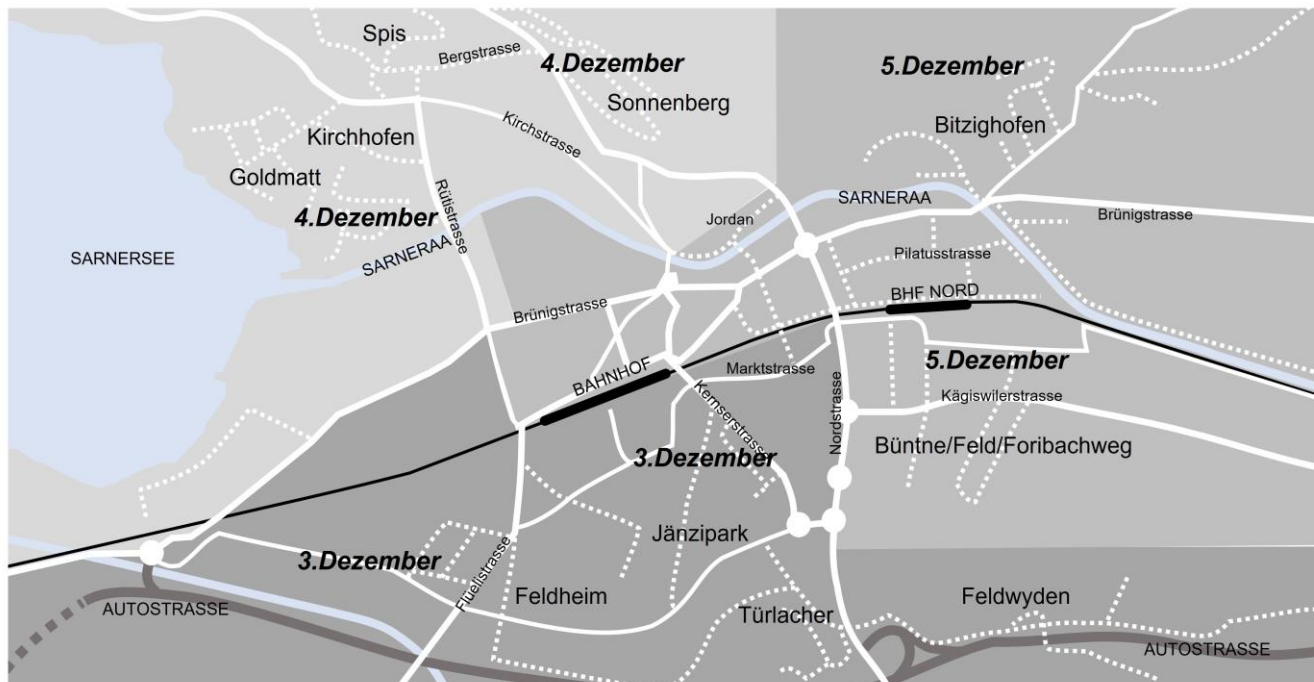 Spis
Bergstrasse
4.Dezember
Sonnenberg
5.Dezember
Bitzighofen
Kirchhofen
Kirchstrasse
Goldmatt
4.Dezember
Rütistrasse
SARNERAA
SARNERSEE
Jordan
SARNERAA
Brünigstrasse
Pilatusstrasse
BHF NORD
Brünigstrasse
BAHNHOF
Marktstrasse
5.Dezember
Kernserstrasse
Nordstrasse
Kägiswilerstrasse
Büntne/Feld/Foribachweg
3.Dezember
Jänzipark
3.Dezember
Flüelistrasse
Feldheim
Türlacher
Feldwyden
AUTOSTRASSE
AUTOSTRASSE